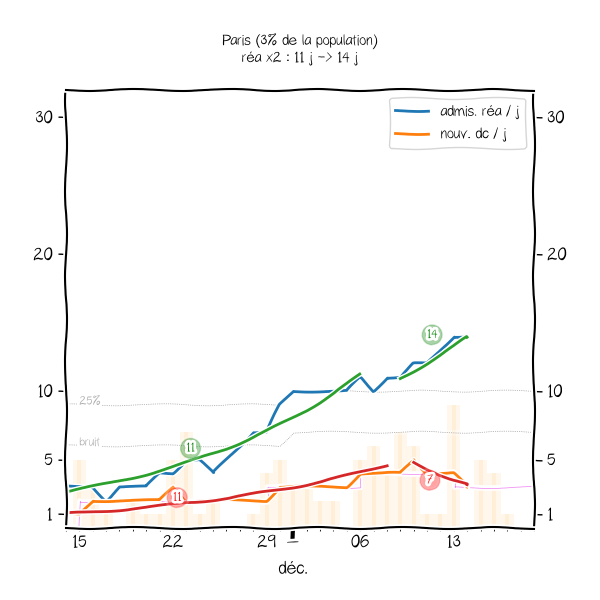 Paris (3% de la population)
réa x2 : 11 j -> 14 j
admis. réa / j
nouv. dc / j
30
30
20
20
14
10
25%
10
bruit
11
5
5
7
11
1
1
15 22 29 06 13
déc.